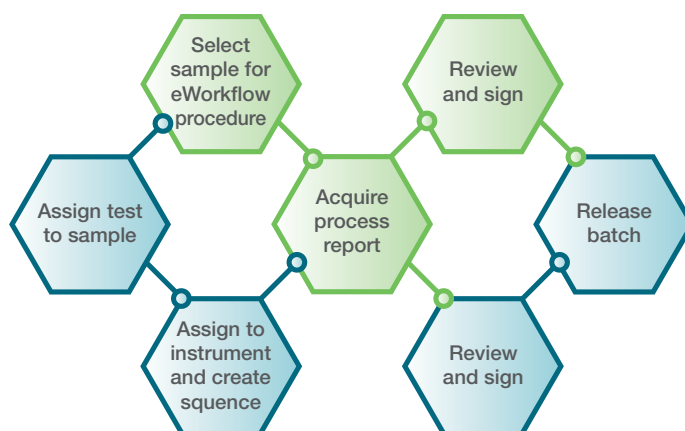 Select
sample for
eWorkflow
procedure
Review
and sign
Assign test
to sample
Acquire
process
report
Release
batch
Assign to
instrument
and create
squence
Review
and sign